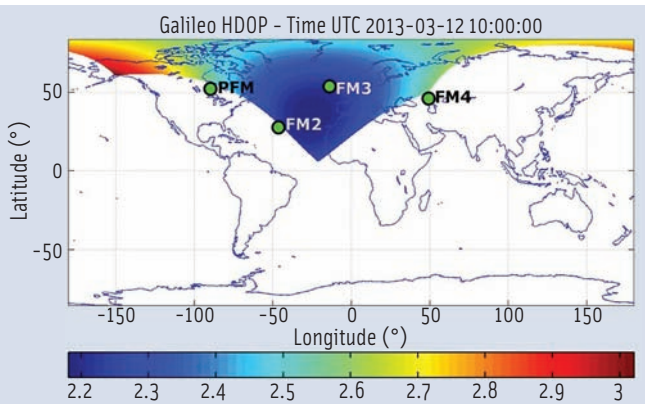 Galileo HDOP - Time UTC 2013-03-12 10:00:00
PFM
FM3
FM4
FM2
Latitude (°)
50
0
-50
-150 -100 -50 0 50 100 150
Longitude (°)
2.2 2.3 2.4 2.5 2.6 2.7 2.8 2.9 3